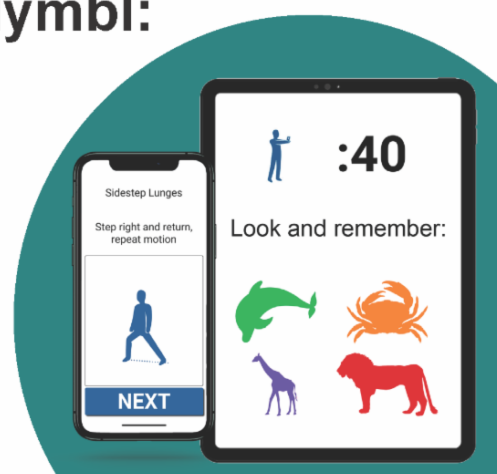 ymbl:
Sidestep Lunges
Step right and return,
repeat motion
NEXT
:40
Look and remember: